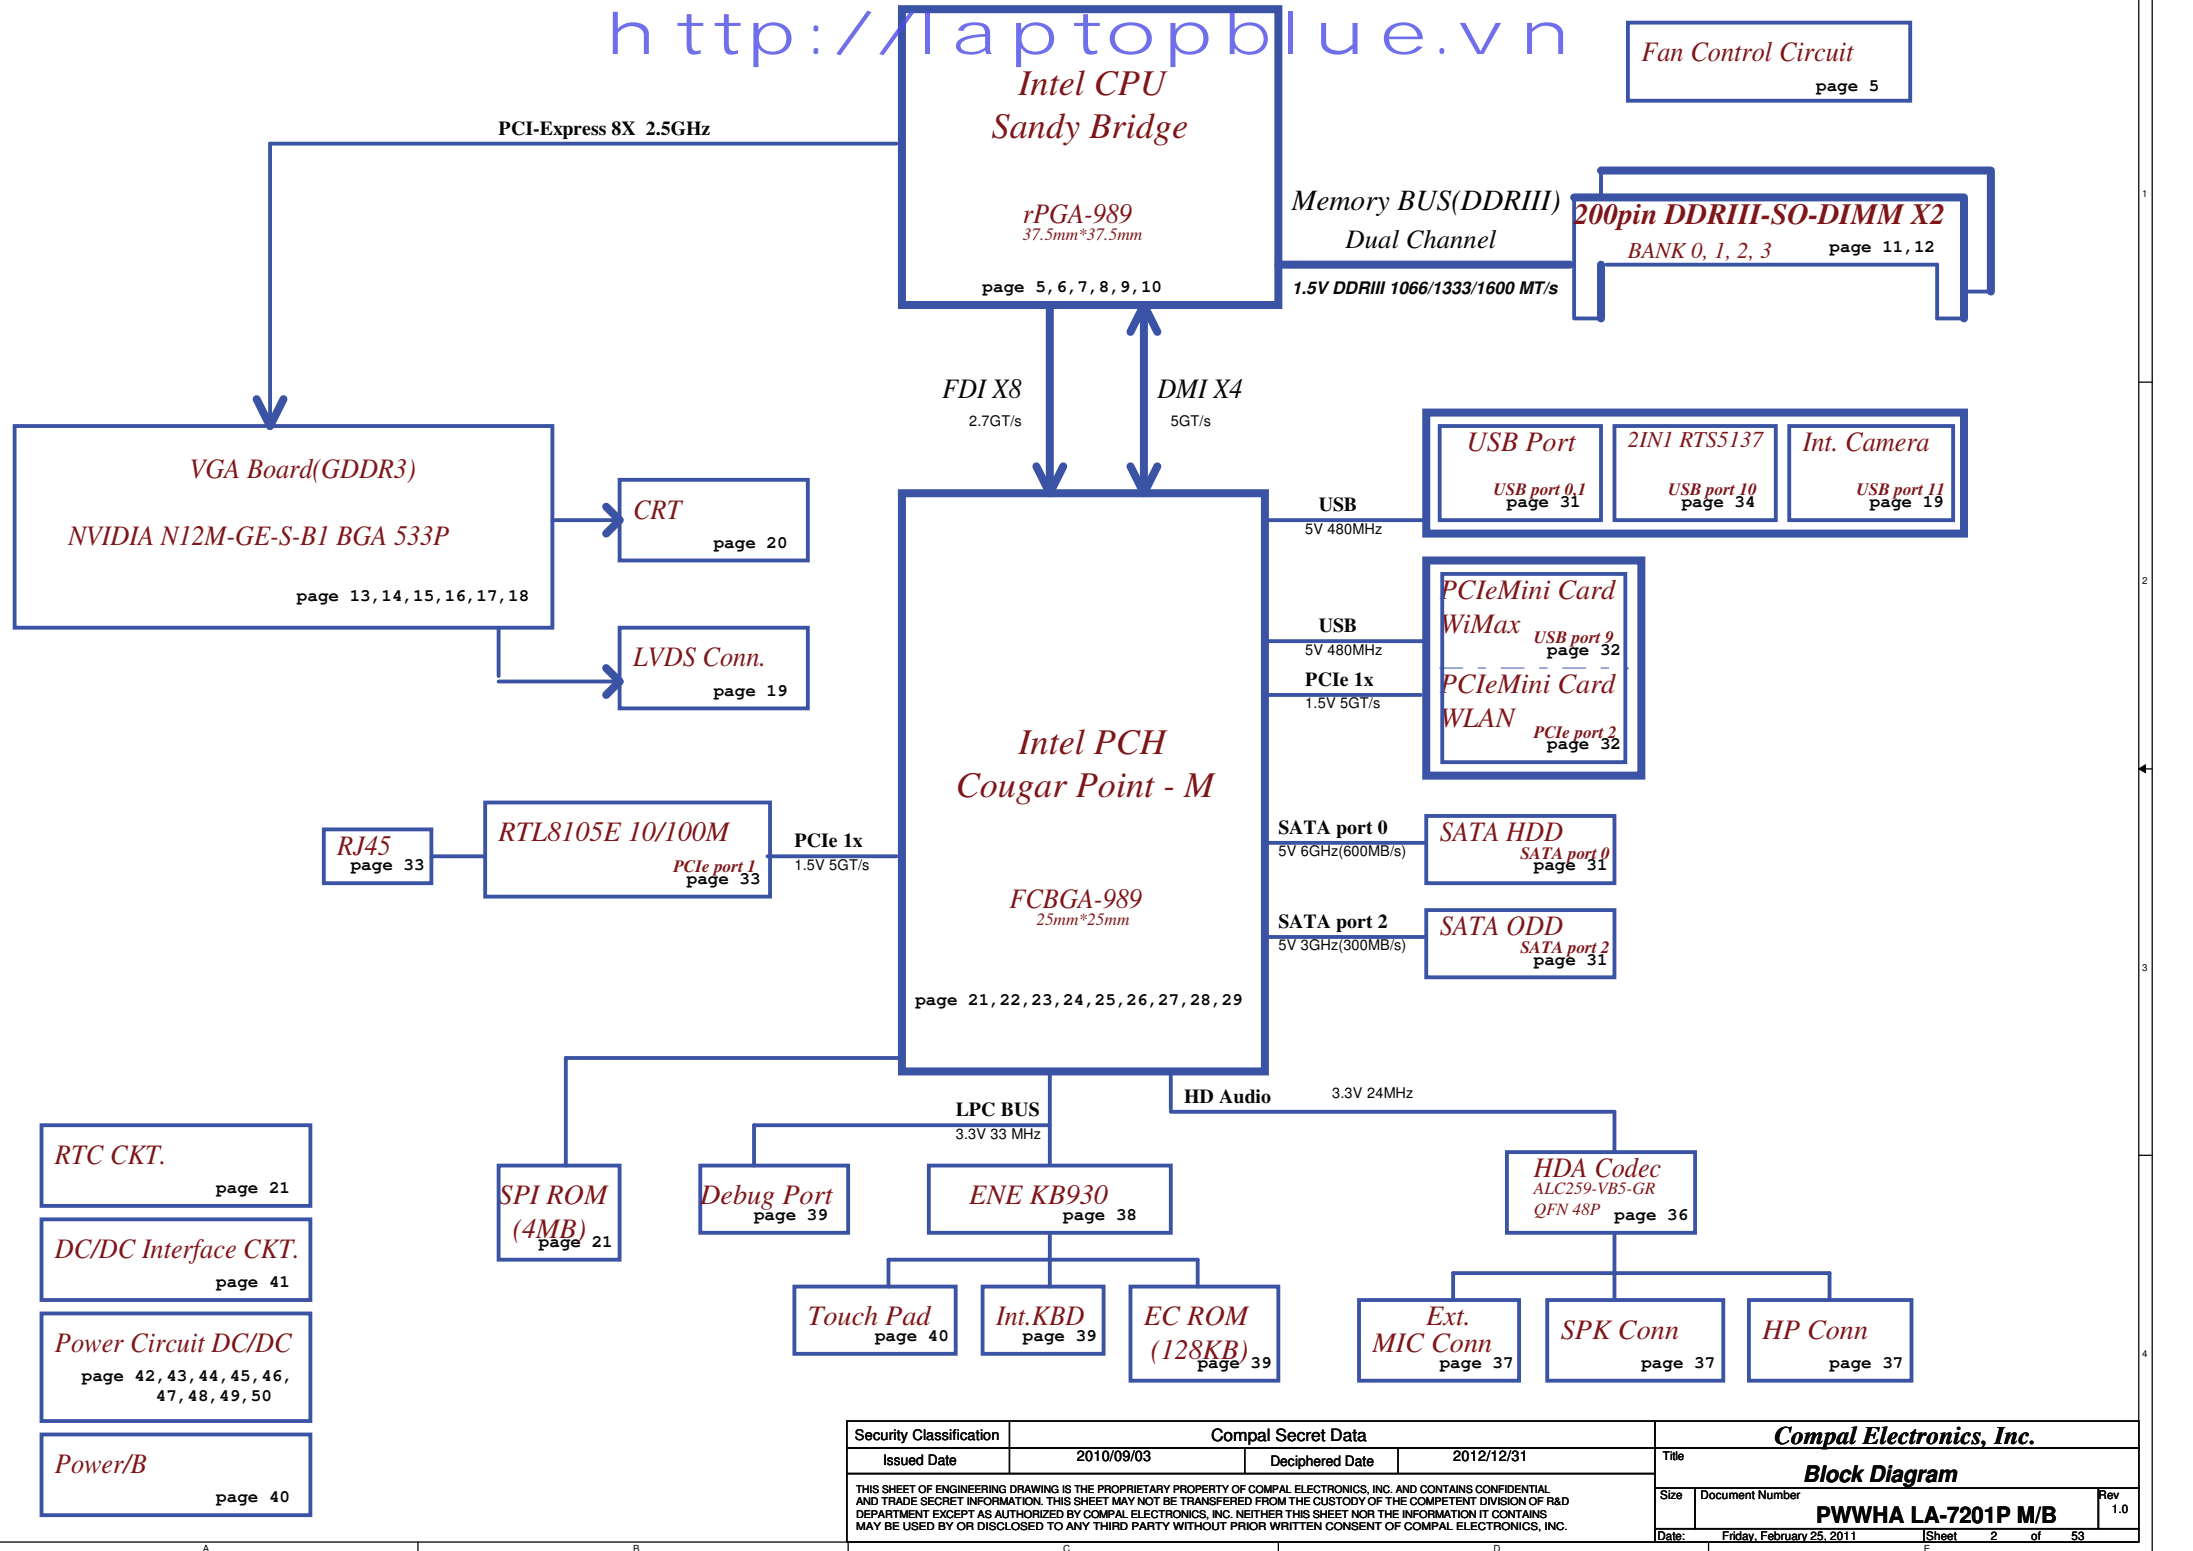 http://laptopblue.vn
Intel CPU
Sandy Bridge
rPGA-989
37.5mm*37.5mm
page 5,6,7,8,9,10
Fan Control Circuit
page 5
PCI-Express 8X 2.5GHz
Memory BUS(DDRIII)
Dual Channel
1.5V DDRIII 1066/1333/1600 MT/s
200pin DDRIII-SO-DIMM X2
BANK 0, 1, 2, 3
page 11,12
FDI X8
2.7GT/s
DMI X4
5GT/s
VGA Board(GDDR3)
NVIDIA N12M-GE-S-B1 BGA 533P
page 13,14,15,16,17,18
CRT
page 20
LVDS Conn.
page 19
USB
5V 480MHz
USB Port
USB port 0,1
page 31
2IN1 RTS5137
USB port 10
page 34
Int. Camera
USB port 11
page 19
USB
5V 480MHz
PCIe 1x
1.5V 5GT/s
PCIeMini Card
WiMax
USB port 9
page 32
PCIeMini Card
WLAN
PCIe port 2
page 32
Intel PCH
Cougar Point - M
FCBGA-989
25mm*25mm
page 21,22,23,24,25,26,27,28,29
RJ45
page 33
RTL8105E 10/100M
PCIe port 1
page 33
PCIe 1x
1.5V 5GT/s
SATA port 0
5V 6GHz(600MB/s)
SATA HDD
SATA port 0
page 31
SATA port 2
5V 3GHz(300MB/s)
SATA ODD
SATA port 2
page 31
LPC BUS
3.3V 33 MHz
HD Audio
3.3V 24MHz
SPI ROM
(4MB)
page 21
Debug Port
page 39
ENE KB930
page 38
HDA Codec
ALC259-VB5-GR
QFN 48P
page 36
Touch Pad
page 40
Int.KBD
page 39
EC ROM
(128KB)
page 39
Ext.
MIC Conn
page 37
SPK Conn
page 37
HP Conn
page 37
RTC CKT.
page 21
DC/DC Interface CKT.
page 41
Power Circuit DC/DC
page 42,43,44,45,46,
47,48,49,50
Power/B
page 40
Security Classification
Compal Secret Data
Issued Date
2010/09/03
Deciphered Date
2012/12/31
THIS SHEET OF ENGINEERING DRAWING IS THE PROPRIETARY PROPERTY OF COMPAL ELECTRONICS, INC. AND CONTAINS CONFIDENTIAL
AND TRADE SECRET INFORMATION. THIS SHEET MAY NOT BE TRANSFERED FROM THE CUSTODY OF THE COMPETENT DIVISION OF R&D
DEPARTMENT EXCEPT AS AUTHORIZED BY COMPAL ELECTRONICS, INC. NEITHER THIS SHEET NOR THE INFORMATION IT CONTAINS
MAY BE USED BY OR DISCLOSED TO ANY THIRD PARTY WITHOUT PRIOR WRITTEN CONSENT OF COMPAL ELECTRONICS, INC.
Compal Electronics, Inc.
Title
Block Diagram
Size
Document Number
Rev
PWWHA LA-7201P M/B
1.0
Date:
Friday, February 25, 2011
Sheet 2 of 53
1
2
3
4
A
B
C
D
E